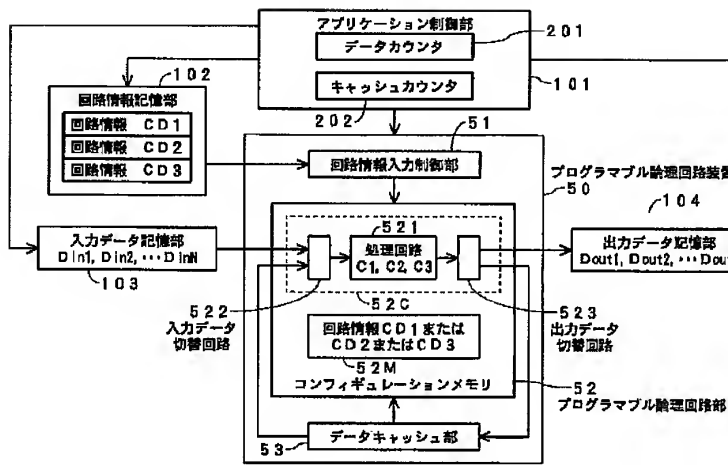 アプリケーション制御部
データカウンタ
201
キャッシュカウンタ
202
101
102
回路情報記憶部
回路情報 CD1
回路情報 CD2
回路情報 CD3
51
回路情報入力制御部
プログラマブル論理回路装置
50
104
入力データ記憶部
Din1, Din2, ・・・DinN
103
521
処理回路
C1, C2, C3
出力データ記憶部
Dout1, Dout2, ・・・Dou
522
入力データ
切替回路
52C
523
出力データ
切替回路
回路情報CD1または
CD2またはCD3
52M
コンフィギュレーションメモリ
52
プログラマブル論理回路部
データキャッシュ部
53